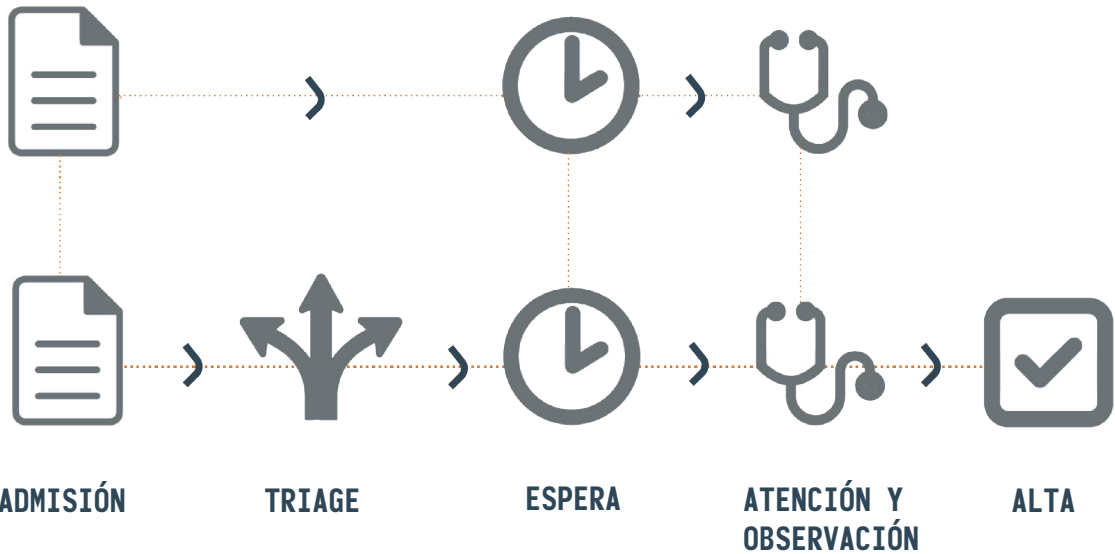 ADMISIÓN
TRIAGE
ESPERA
ATENCIÓN Y
OBSERVACIÓN
ALTA